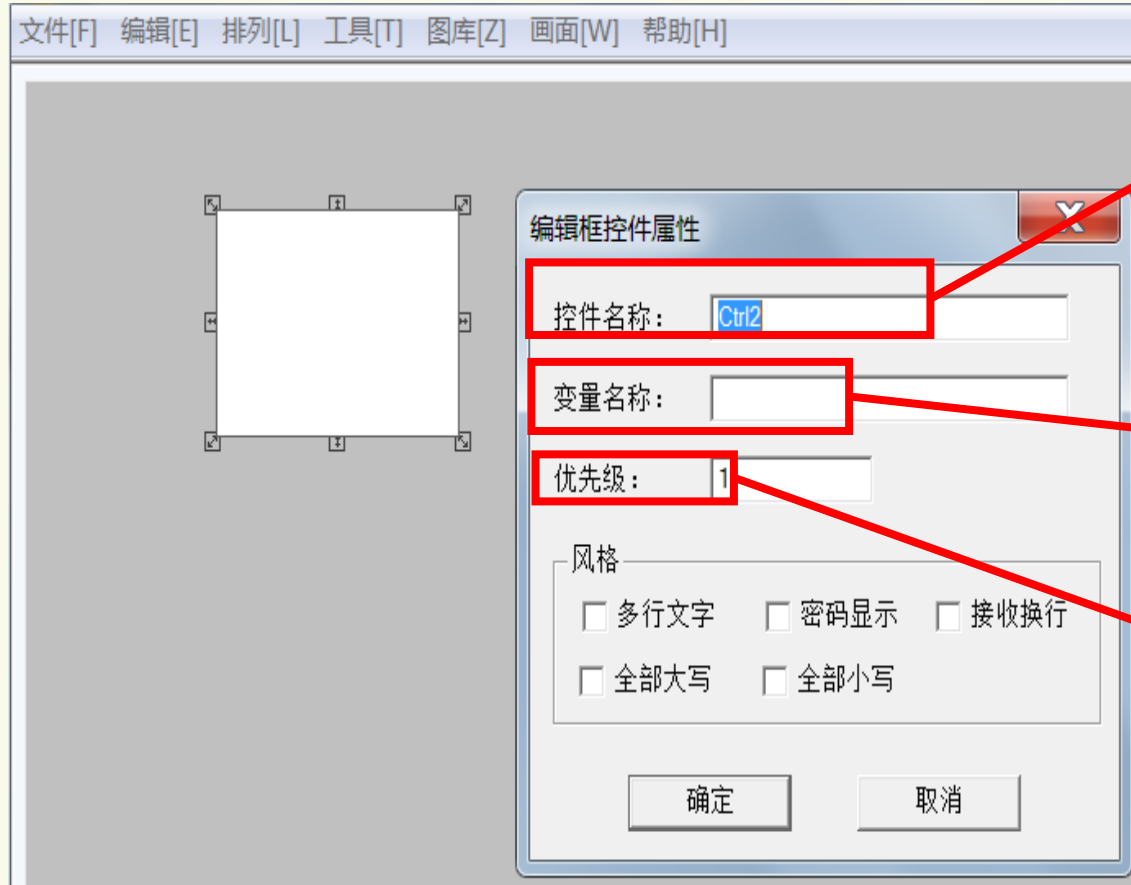 文件[F] 编辑[E] 排列[L] 工具[T] 图库[Z] 画面[W] 帮助[H]
编辑框控件属性
控件名称： Ctrl2
变量名称：
优先级： 1
风格
多行文字 密码显示 接收换行
全部大写 全部小写
确定 取消